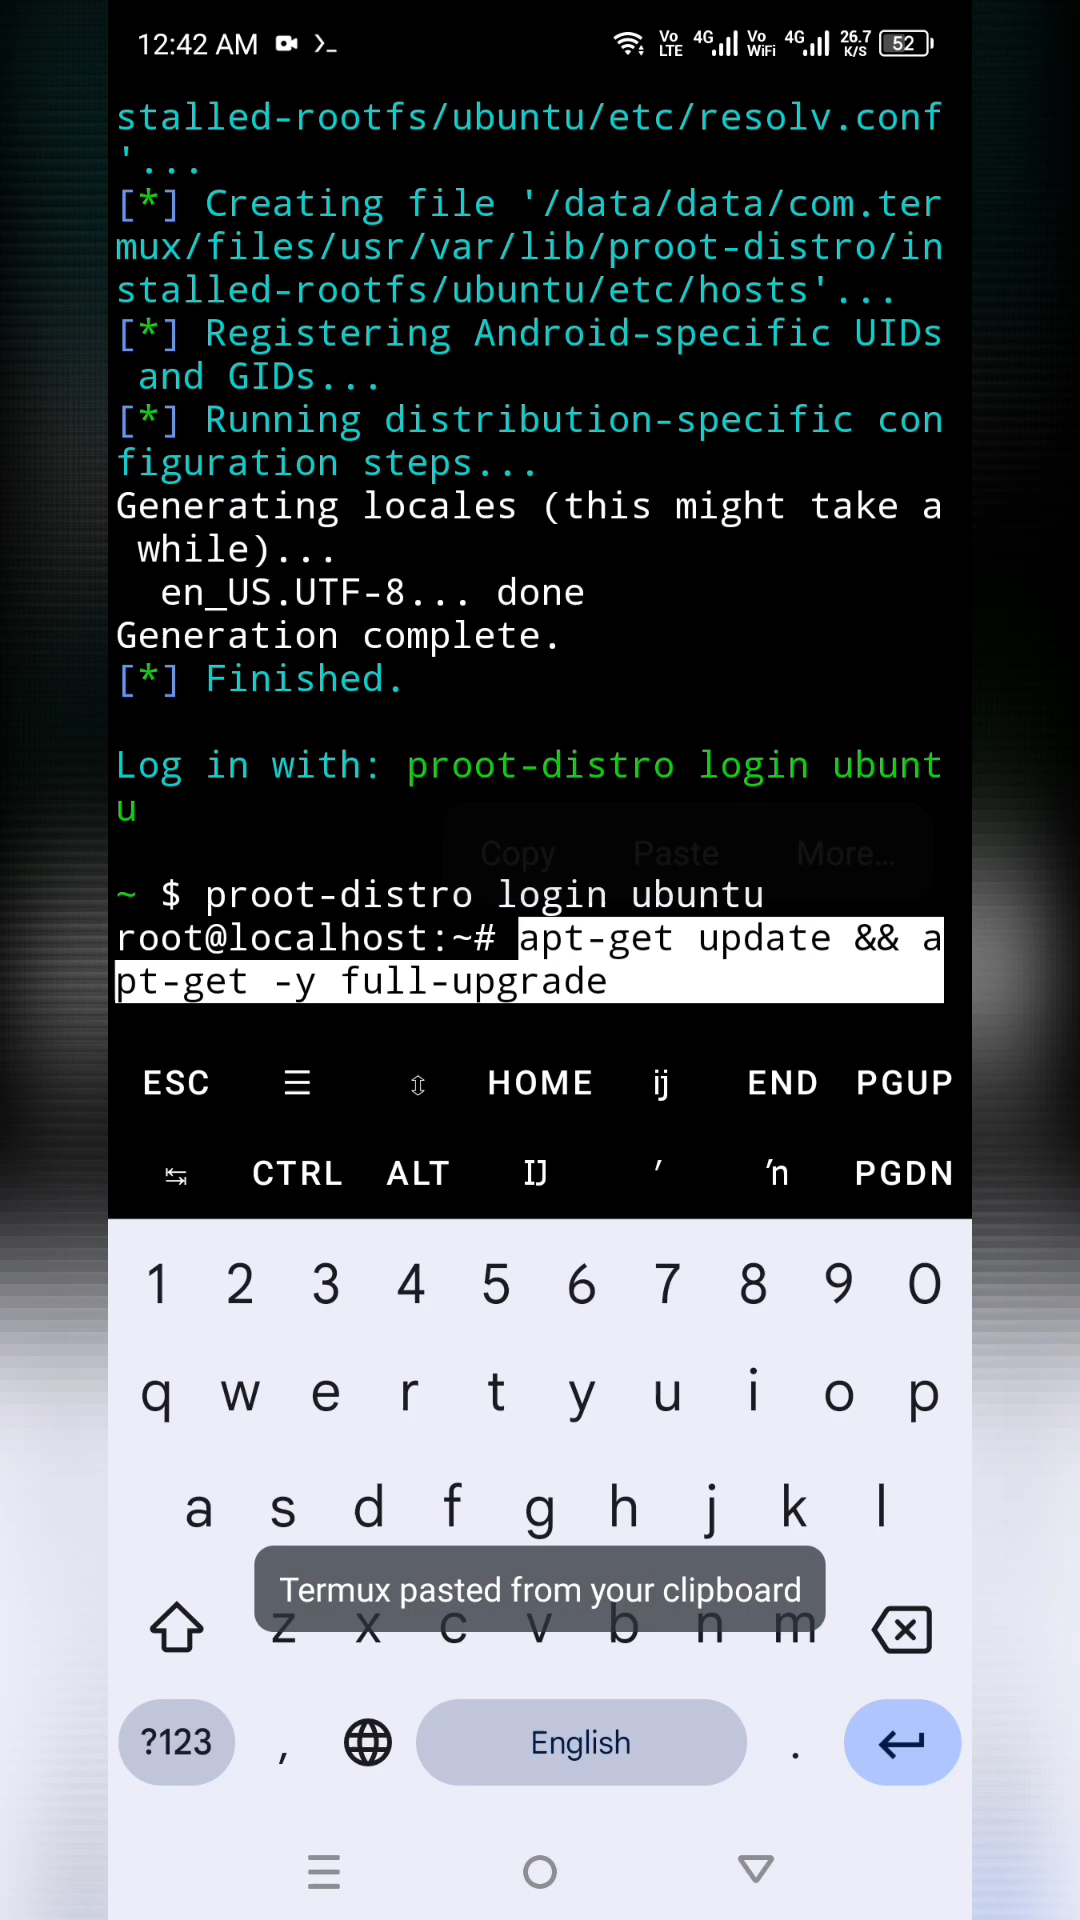 12:42 AM
Vo LTE 4G Vo WiFi 4G 26.7 K/S 52
stalled-rootfs/ubuntu/etc/resolv.conf
'...
[*] Creating file '/data/data/com.ter
mux/files/usr/var/lib/proot-distro/in
stalled-rootfs/ubuntu/etc/hosts'...
[*] Registering Android-specific UIDs
and GIDs...
[*] Running distribution-specific con
figuration steps...
Generating locales (this might take a
while)...
en_US.UTF-8... done
Generation complete.
[*] Finished.
Log in with: proot-distro login ubunt
u
Copy Paste More...
~ $ proot-distro login ubuntu
root@localhost:~# apt-get update && a
pt-get -y full-upgrade
ESC ☰ ⇳ HOME ĳ END PGUP
↹ CTRL ALT Ĳ ′ ŉ PGDN
1 2 3 4 5 6 7 8 9 0
q w e r t y u i o p
a s d f g h j k l
Termux pasted from your clipboard
z x c v b n m
?123 , English .